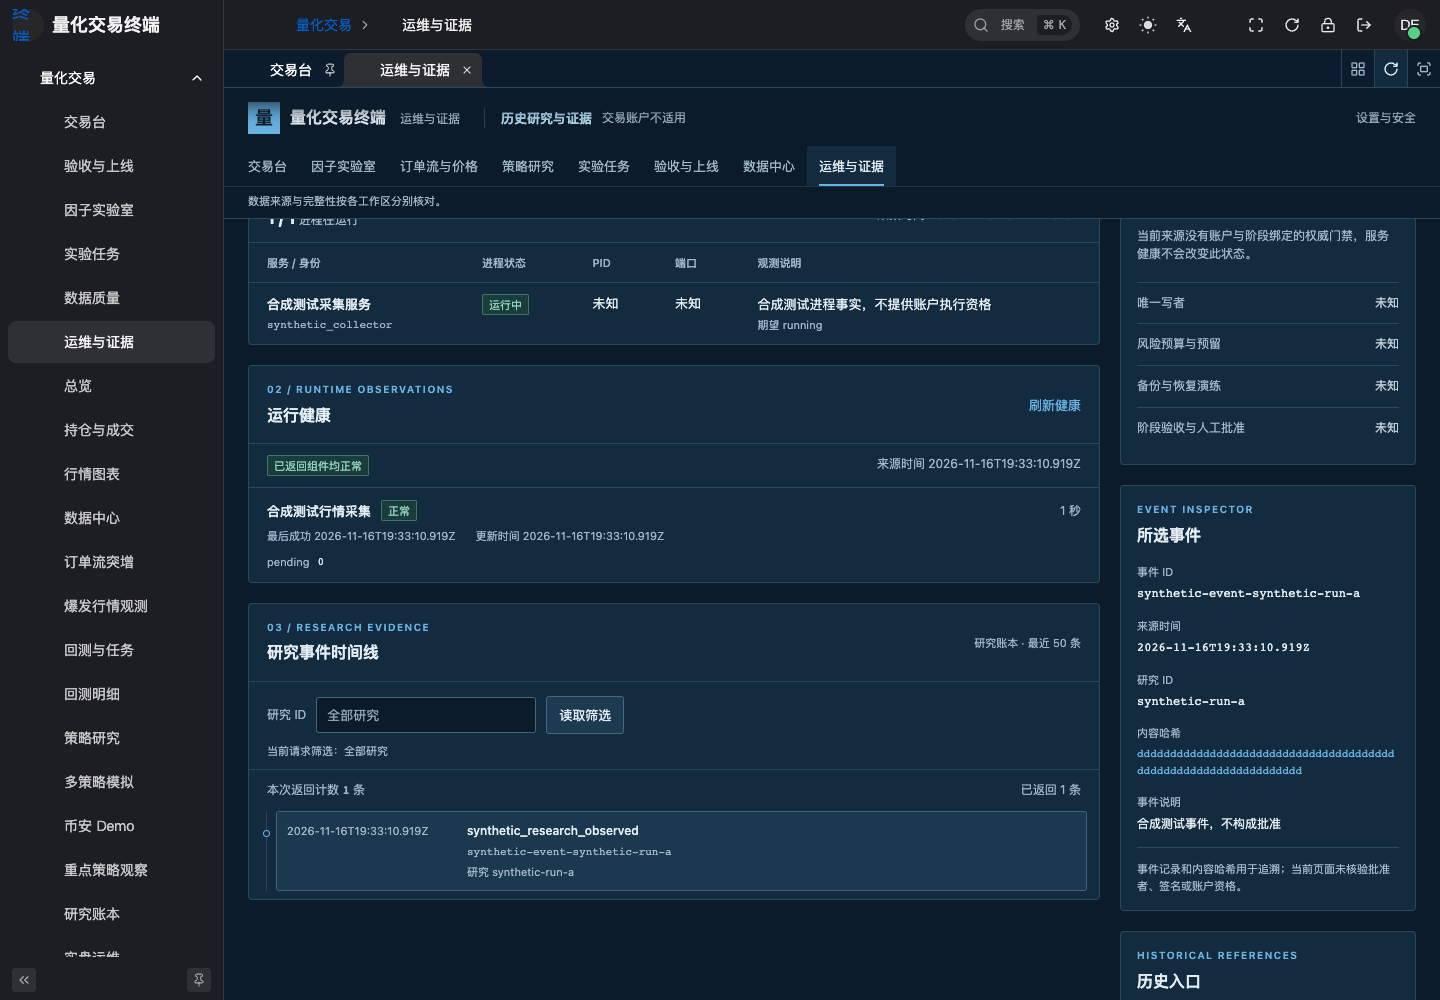 终端
量化交易终端
量化交易
运维与证据
搜索
⌘ K
DE
量化交易
交易台
验收与上线
因子实验室
实验任务
数据质量
运维与证据
总览
持仓与成交
行情图表
数据中心
订单流突增
爆发行情观测
回测与任务
回测明细
策略研究
多策略模拟
币安 Demo
重点策略观察
研究账本
实盘运维
交易台
运维与证据
量
量化交易终端
运维与证据
历史研究与证据
交易账户不适用
设置与安全
交易台
因子实验室
订单流与价格
策略研究
实验任务
验收与上线
数据中心
运维与证据
数据来源与完整性按各工作区分别核对。
1 / 1 进程在运行
服务 / 身份
进程状态
PID
端口
观测说明
合成测试采集服务
synthetic_collector
运行中
未知
未知
合成测试进程事实，不提供账户执行资格
期望 running
02 / RUNTIME OBSERVATIONS
运行健康
刷新健康
已返回组件均正常
来源时间 2026-11-16T19:33:10.919Z
合成测试行情采集
正常
1 秒
最后成功 2026-11-16T19:33:10.919Z
更新时间 2026-11-16T19:33:10.919Z
pending 0
03 / RESEARCH EVIDENCE
研究事件时间线
研究账本 · 最近 50 条
研究 ID
全部研究
读取筛选
当前请求筛选：全部研究
本次返回计数 1 条
已返回 1 条
2026-11-16T19:33:10.919Z
synthetic_research_observed
synthetic-event-synthetic-run-a
研究 synthetic-run-a
当前来源没有账户与阶段绑定的权威门禁，服务
健康不会改变此状态。
唯一写者
未知
风险预算与预留
未知
备份与恢复演练
未知
阶段验收与人工批准
未知
EVENT INSPECTOR
所选事件
事件 ID
synthetic-event-synthetic-run-a
来源时间
2026-11-16T19:33:10.919Z
研究 ID
synthetic-run-a
内容哈希
ddddddddddddddddddddddddddddddddddddddd
ddddddddddddddddddddddddd
事件说明
合成测试事件，不构成批准
事件记录和内容哈希用于追溯；当前页面未核验批准
者、签名或账户资格。
HISTORICAL REFERENCES
历史入口